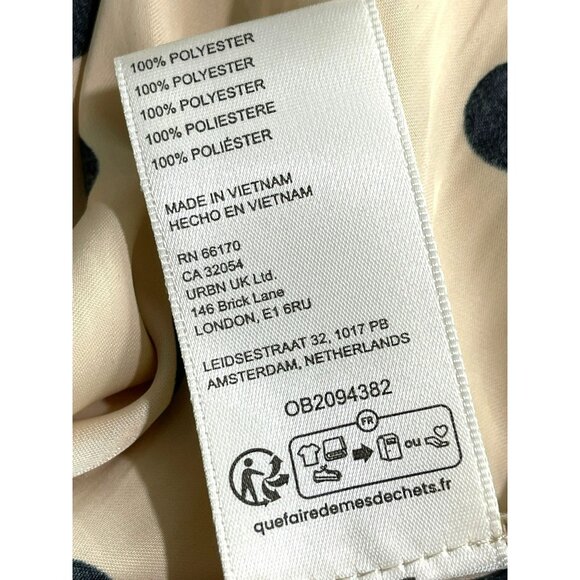 100% POLYESTER
100% POLYESTER
100% POLYESTER
100% POLIESTERE
100% POLIÉSTER
MADE IN VIETNAM
HECHO EN VIETNAM
RN 66170
CA 32054
URBN UK Ltd.
146 Brick Lane
LONDON, E1 6RU
LEIDSESTRAAT 32, 1017 PB
AMSTERDAM, NETHERLANDS
OB2094382
FR
ou
quefairedemesdechets.fr